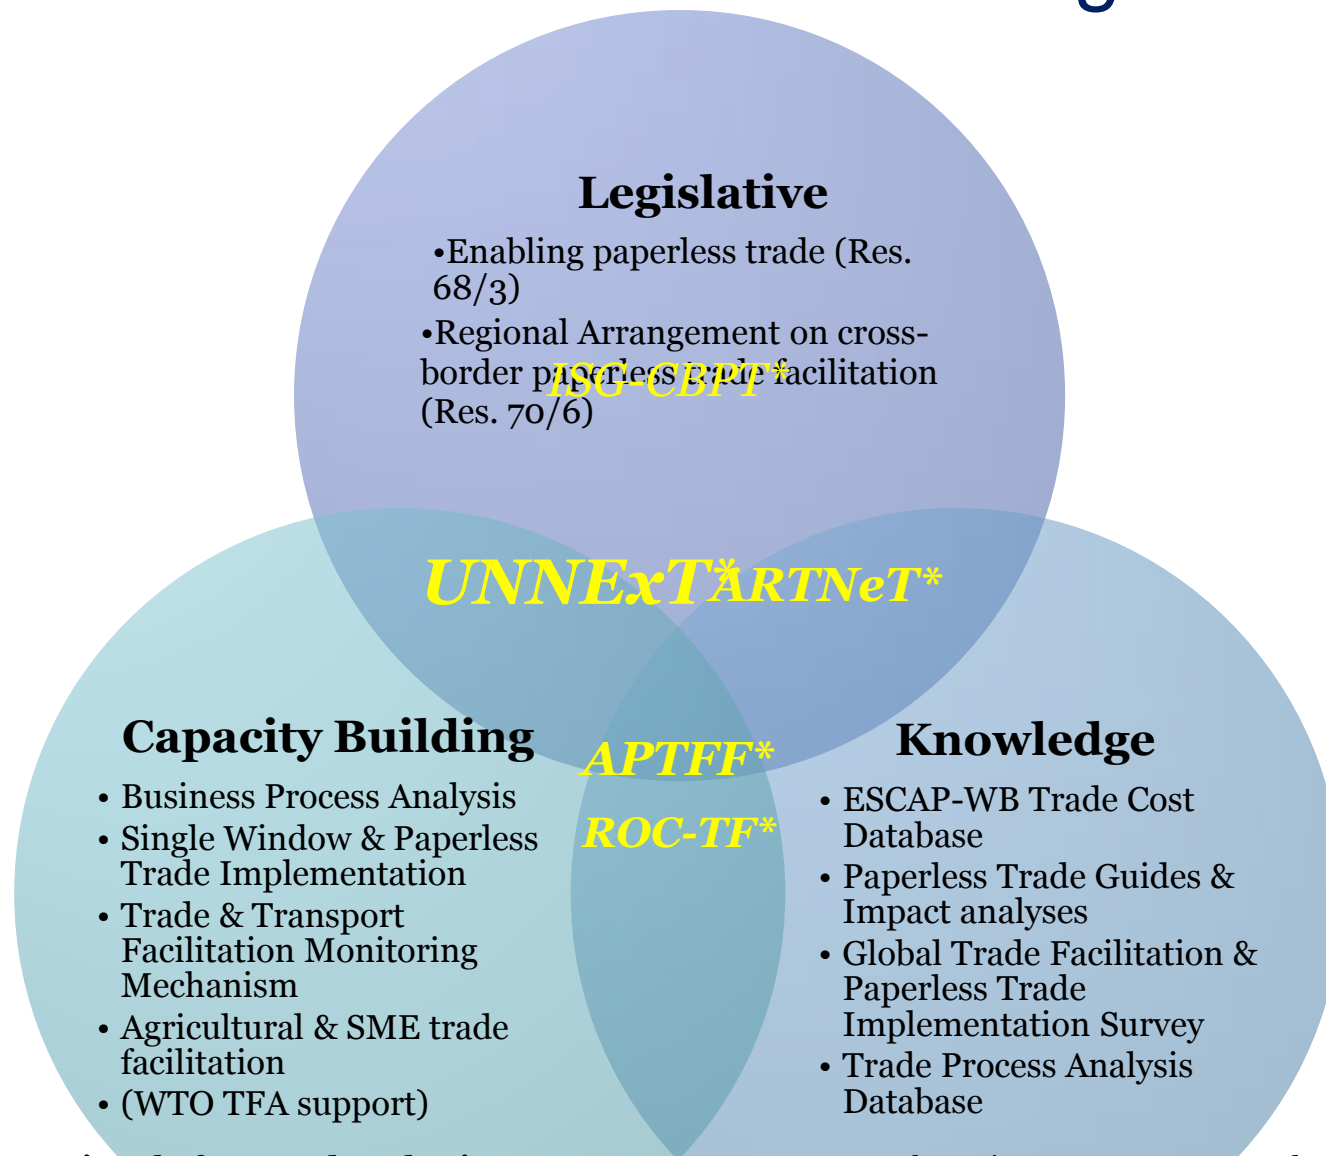 Legislative
•Enabling paperless trade (Res.
68/3)
•Regional Arrangement on cross-
border paperless trade facilitation
(Res. 70/6)
ISG-CBPT*
UNNExT*
ARTNeT*
APTFF*
ROC-TF*
Capacity Building
• Business Process Analysis
• Single Window & Paperless
Trade Implementation
• Trade & Transport
Facilitation Monitoring
Mechanism
• Agricultural & SME trade
facilitation
• (WTO TFA support)
Knowledge
• ESCAP-WB Trade Cost
Database
• Paperless Trade Guides &
Impact analyses
• Global Trade Facilitation &
Paperless Trade
Implementation Survey
• Trade Process Analysis
Database